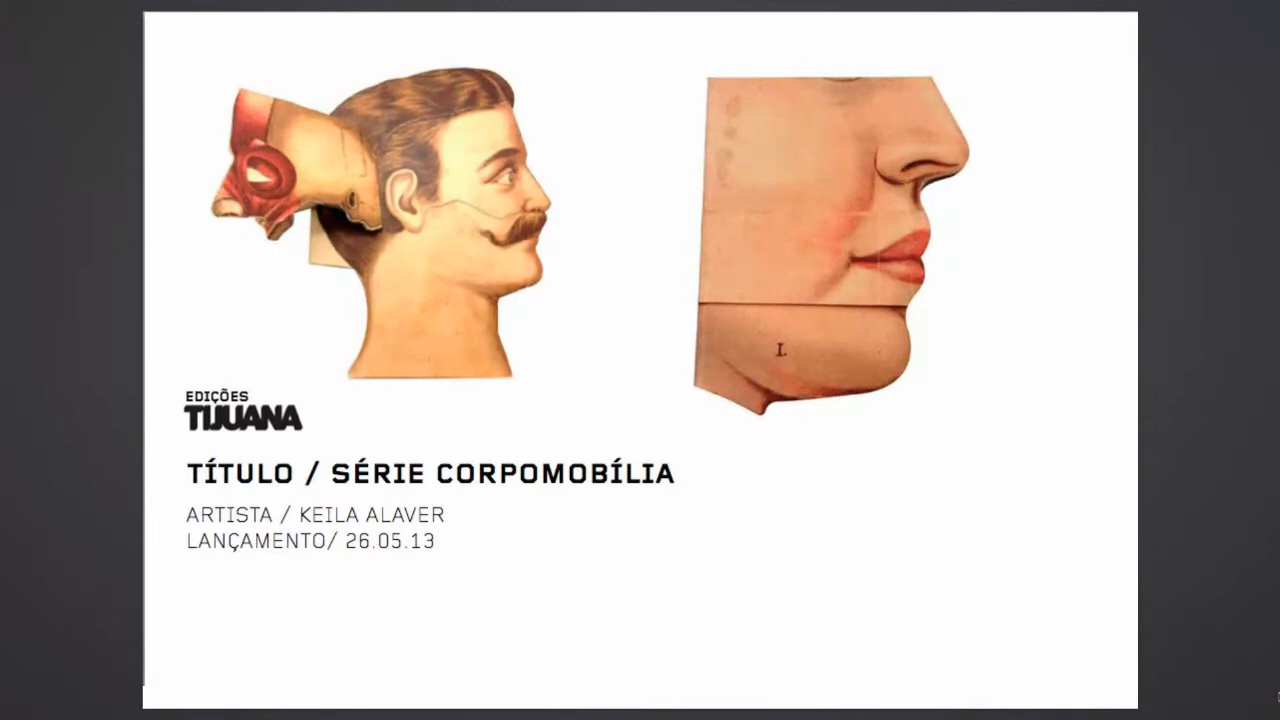 I.
EDIÇÕES
TIJUANA
TÍTULO / SÉRIE CORPOMOBÍLIA
ARTISTA / KEILA ALAVER
LANÇAMENTO/ 26.05.13